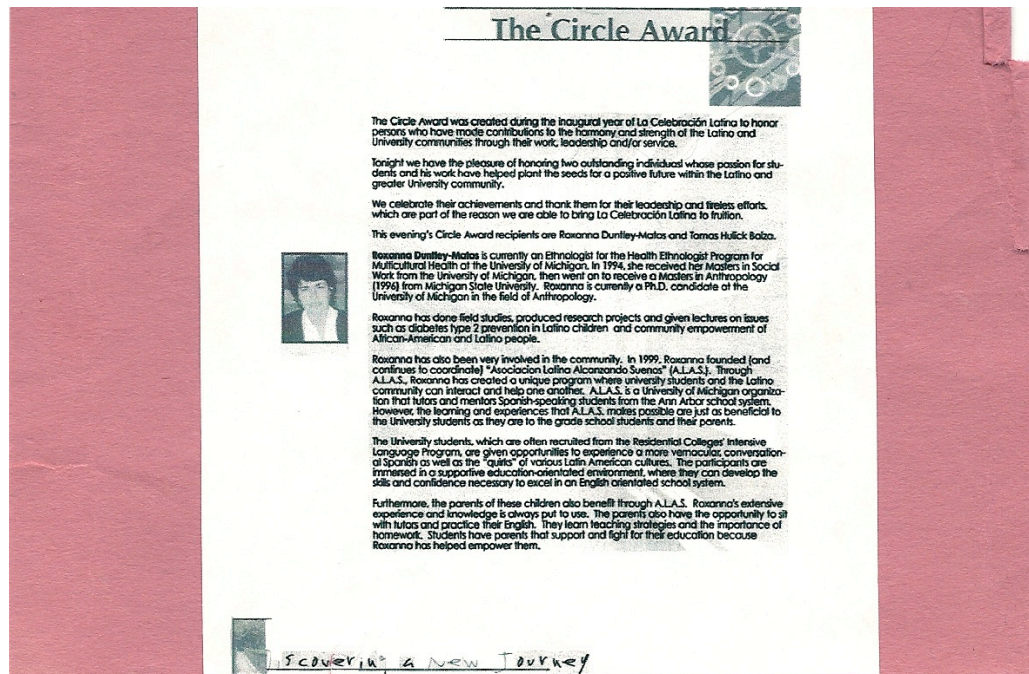 The Circle Award
The Circle Award was created during the inaugural year of La Celebración Latina to honor
persons who have made contributions to the harmony and strength of the Latino and
University communities through their work, leadership and/or service.
Tonight we have the pleasure of honoring two outstanding individuasl whose passion for stu-
dents and his work have helped plant the seeds for a positive future within the Latino and
greater University community.
We celebrate their achievements and thank them for their leadership and tireless efforts,
which are part of the reason we are able to bring La Celebración Latina to fruition.
This evening's Circle Award recipients are Roxanna Duntley-Matos and Tomas Hulick Baiza.
Roxanna Duntley-Matos is currently an Ethnologist for the Health Ethnologist Program for
Multicultural Health at the University of Michigan. In 1994, she received her Masters in Social
Work from the University of Michigan, then went on to receive a Masters in Anthropology
(1996) from Michigan State University. Roxanna is currently a Ph.D. candidate at the
University of Michigan in the field of Anthropology.
Roxanna has done field studies, produced research projects and given lectures on issues
such as diabetes type 2 prevention in Latino children and community empowerment of
African-American and Latino people.
Roxanna has also been very involved in the community. In 1999, Roxanna founded (and
continues to coordinate) "Asociacion Latina Alcanzando Suenos" (A.L.A.S.). Through
A.L.A.S., Roxanna has created a unique program where university students and the Latino
community can interact and help one another. A.L.A.S. is a University of Michigan organiza-
tion that tutors and mentors Spanish-speaking students from the Ann Arbor school system.
However, the learning and experiences that A.L.A.S. makes possible are just as beneficial to
the University students as they are to the grade school students and their parents.
The University students, which are often recruited from the Residential Colleges' Intensive
Language Program, are given opportunities to experience a more vernacular, conversation-
al Spanish as well as the "quirks" of various Latin American cultures. The participants are
immersed in a supportive education-orientated environment, where they can develop the
skills and confidence necessary to excel in an English orientated school system.
Furthermore, the parents of these children also benefit through A.L.A.S. Roxanna's extensive
experience and knowledge is always put to use. The parents also have the opportunity to sit
with tutors and practice their English. They learn teaching strategies and the importance of
homework. Students have parents that support and fight for their education because
Roxanna has helped empower them.
iscoverin a New Journey